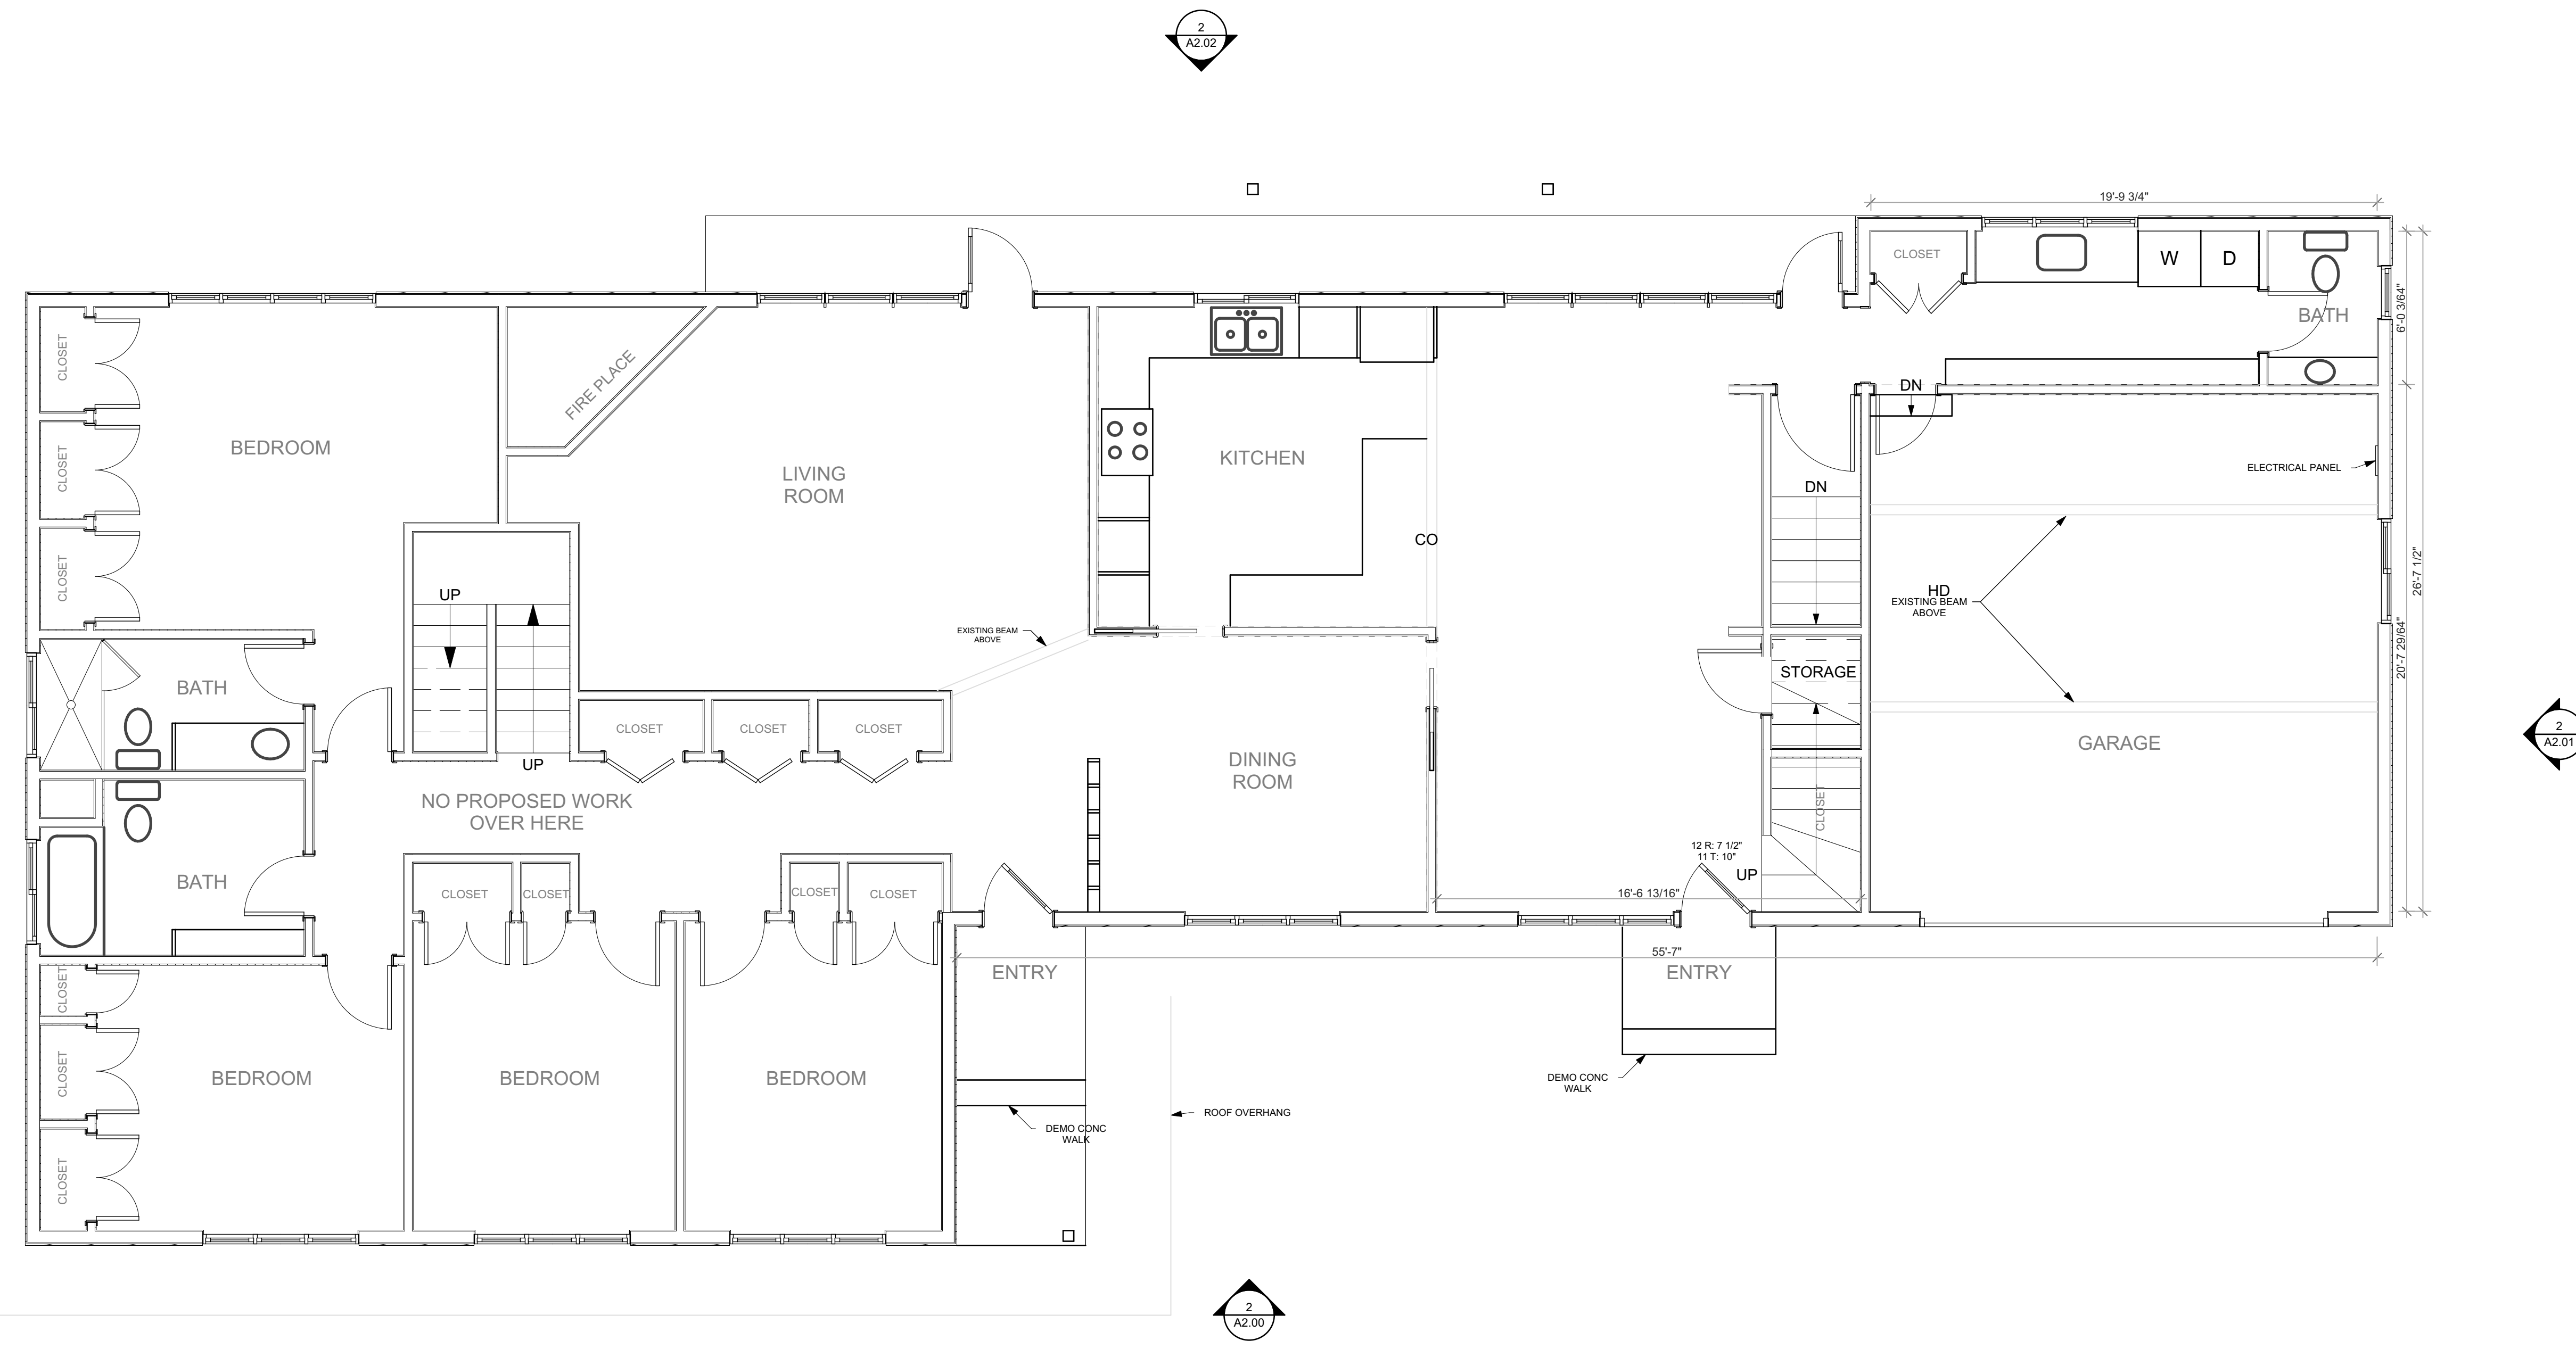 2
A2.02
19'-9 3/4"
CLOSET
W
D
BATH
6'-0 3/64"
CLOSET
FIRE PLACE
DN
BEDROOM
LIVING
ROOM
KITCHEN
CLOSET
ELECTRICAL PANEL
DN
CO
26'-7 1/2"
CLOSET
UP
HD
EXISTING BEAM
ABOVE
EXISTING BEAM
ABOVE
20'-7 29/64"
STORAGE
BATH
CLOSET
CLOSET
CLOSET
2
A2.01
GARAGE
UP
DINING
ROOM
NO PROPOSED WORK
OVER HERE
CLOSET
12 R: 7 1/2"
11 T: 10"
UP
BATH
CLOSET
CLOSET
CLOSET
CLOSET
16'-6 13/16"
55'-7"
ENTRY
ENTRY
CLOSET
CLOSET
BEDROOM
BEDROOM
BEDROOM
DEMO CONC
WALK
ROOF OVERHANG
DEMO CONC
WALK
CLOSET
2
A2.00